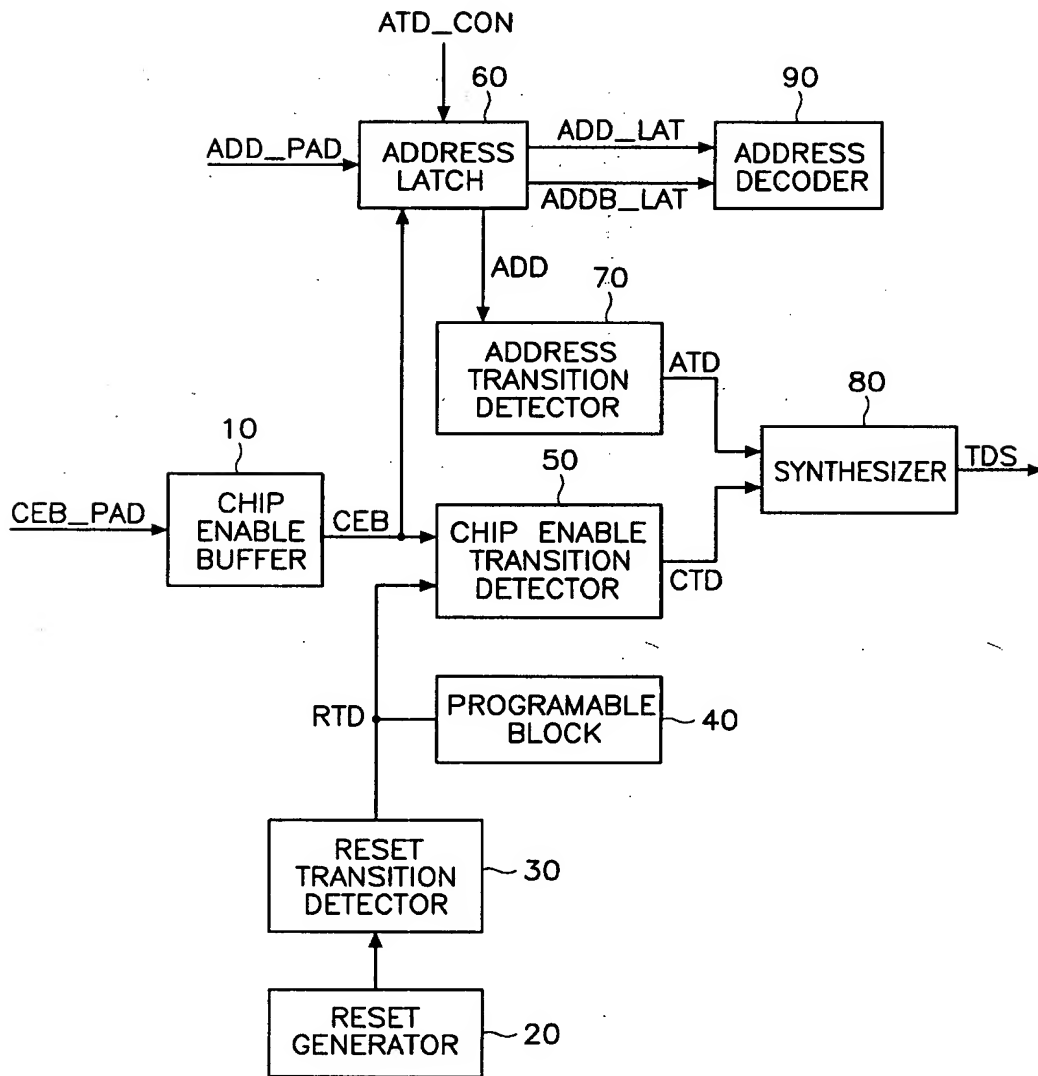 ATD_CON
60
90
ADD_PAD
ADDRESS
LATCH
ADD_LAT
ADDB_LAT
ADDRESS
DECODER
ADD
70
ADDRESS
TRANSITION
DETECTOR
ATD
80
SYNTHESIZER
TDS
10
CEB_PAD
CHIP
ENABLE
BUFFER
CEB
50
CHIP ENABLE
TRANSITION
DETECTOR
CTD
RTD
PROGRAMABLE
BLOCK
40
RESET
TRANSITION
DETECTOR
30
RESET
GENERATOR
20